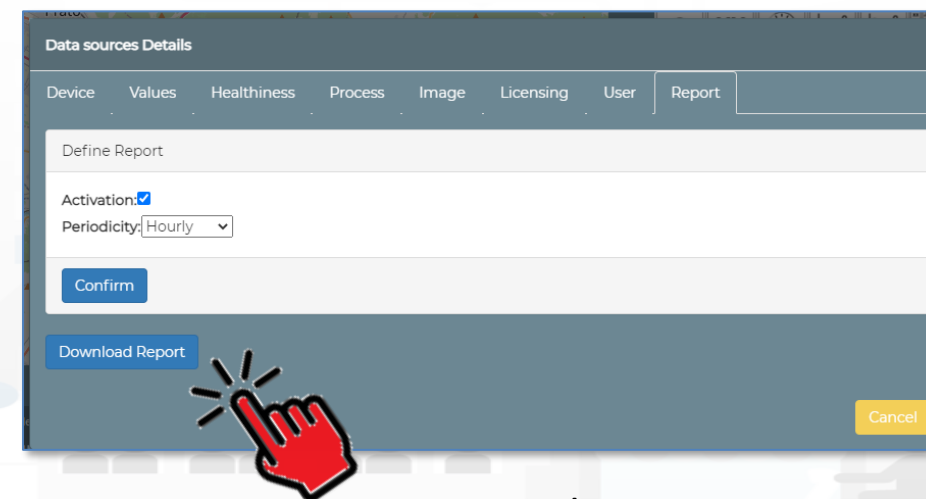 Prato,
Data sources Details
Device Values Healthiness Process Image Licensing User Report
Define Report
Activation:
Periodicity: Hourly
Confirm
Download Report
Cancel